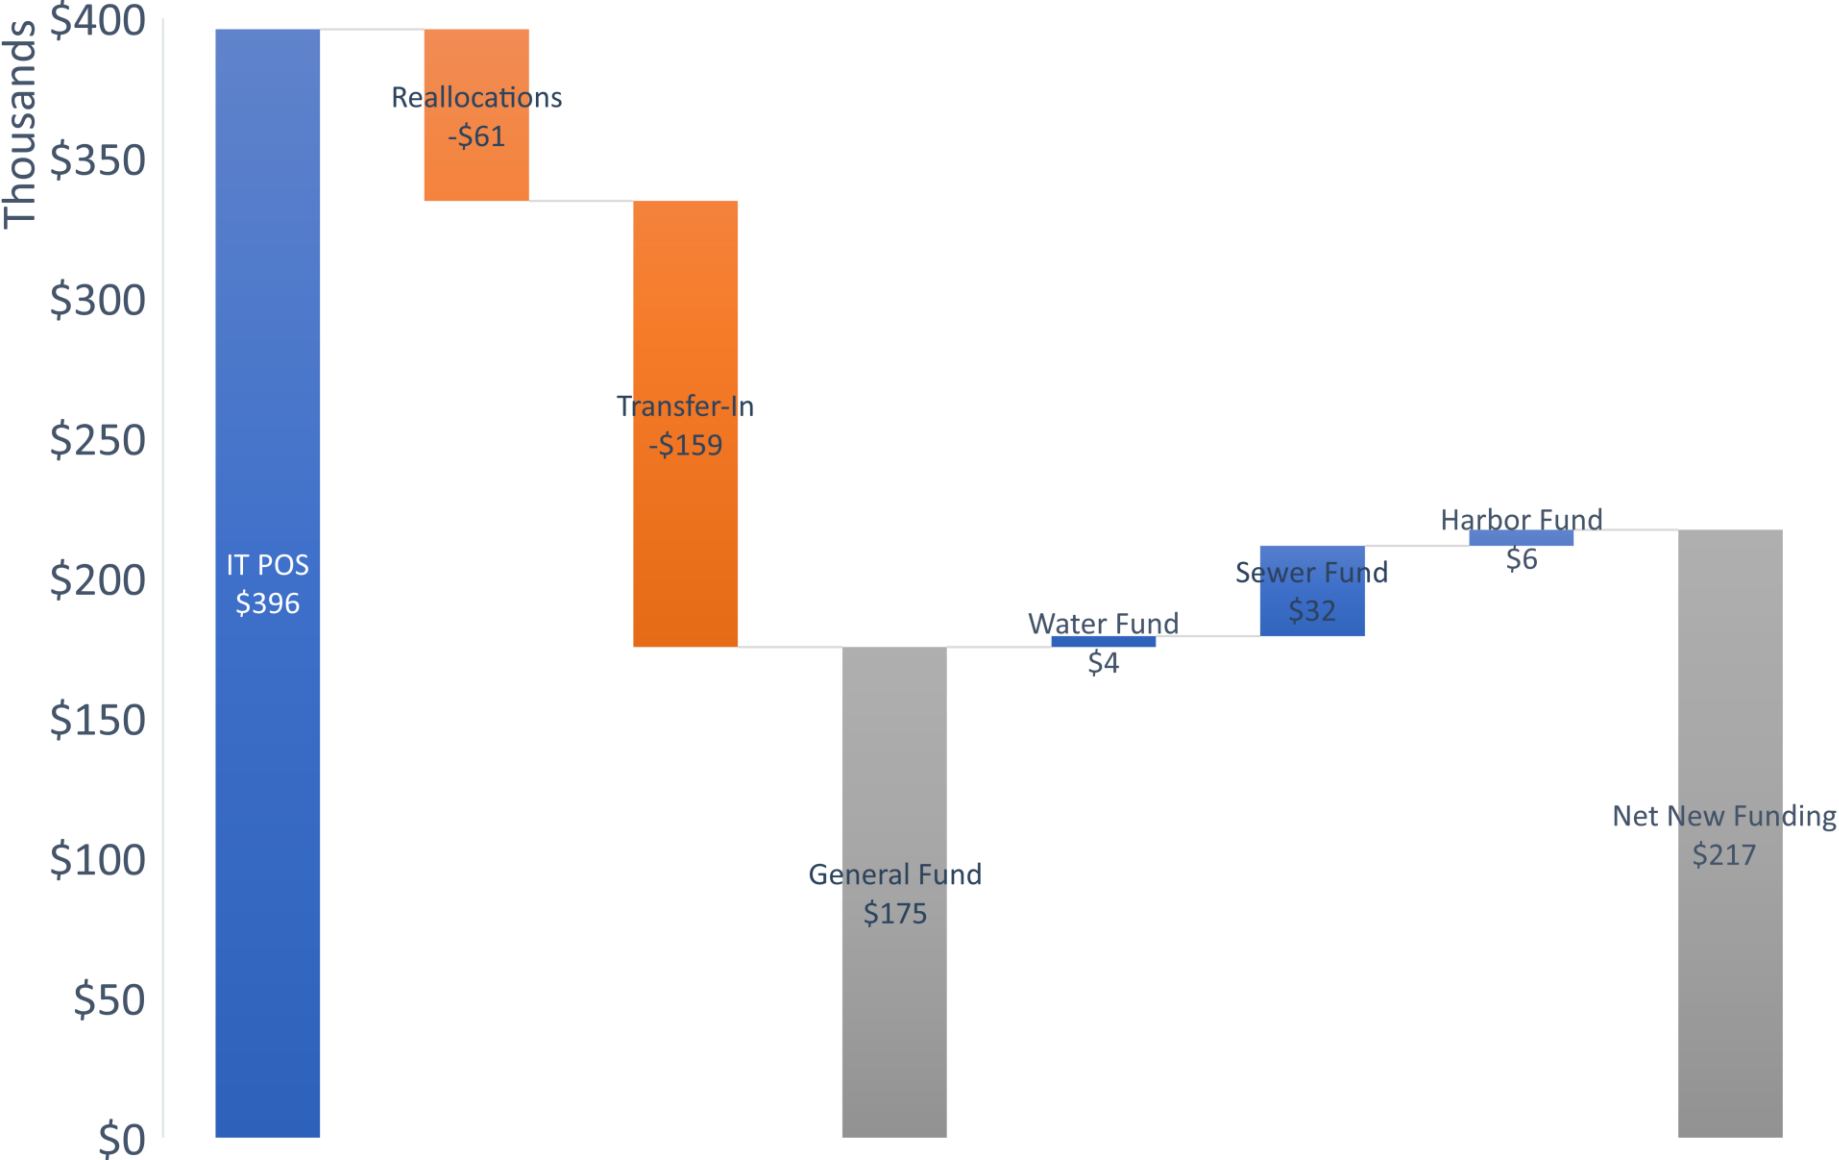 Thousands
$400
$350
$300
$250
$200
$150
$100
$50
$0
IT POS
$396
Reallocations
-$61
Transfer-In
-$159
General Fund
$175
Water Fund
$4
Sewer Fund
$32
Harbor Fund
$6
Net New Funding
$217